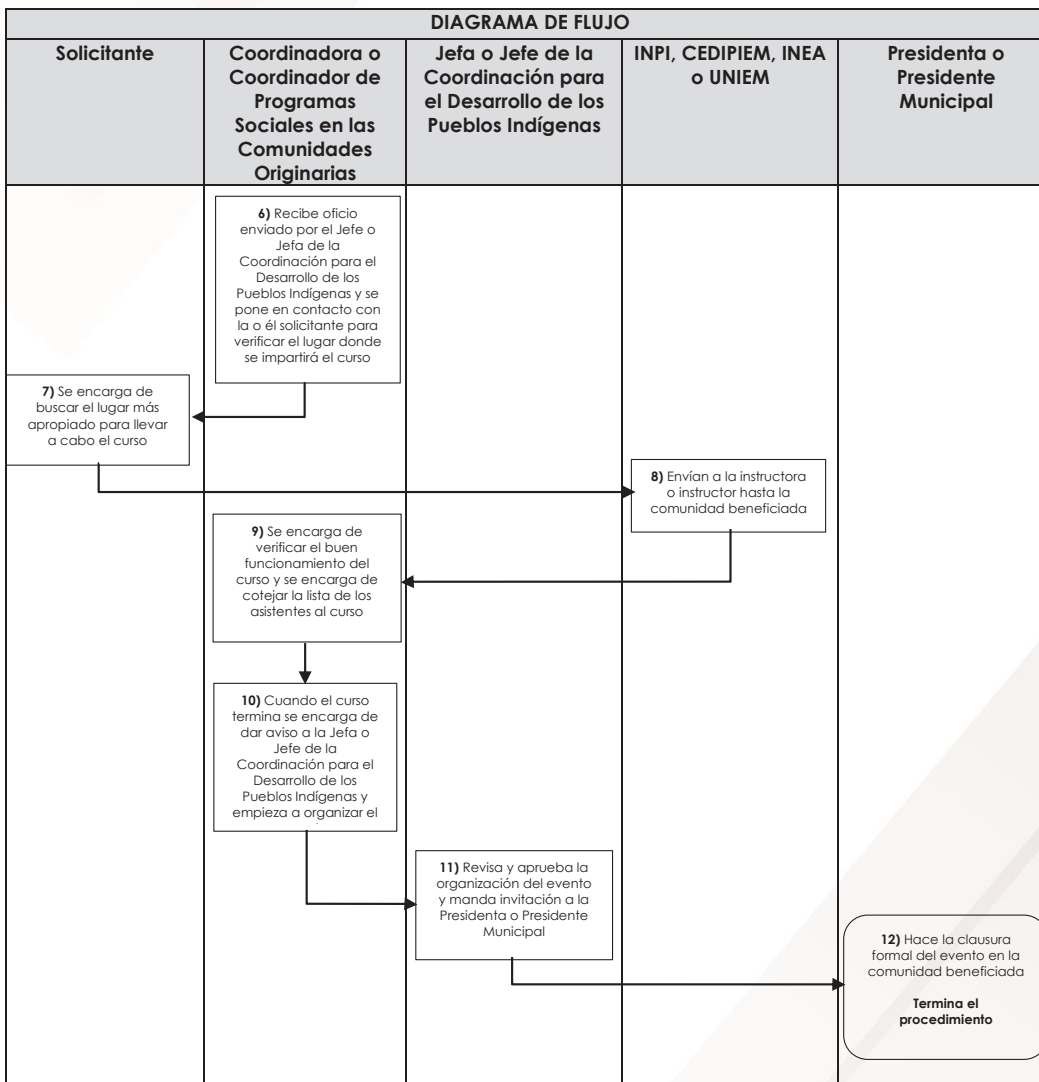 DIAGRAMA DE FLUJO
Solicitante
Coordinadora o
Coordinador de
Programas
Sociales en las
Comunidades
Originarias
Jefa o Jefe de la
Coordinación para
el Desarrollo de los
Pueblos Indígenas
INPI, CEDIPIEM, INEA
o UNIEM
Presidenta o
Presidente
Municipal
6) Recibe oficio
enviado por el Jefe o
Jefa de la
Coordinación para el
Desarrollo de los
Pueblos Indígenas y se
pone en contacto con
la o él solicitante para
verificar el lugar donde
se impartirá el curso
7) Se encarga de
buscar el lugar más
apropiado para llevar
a cabo el curso
8) Envían a la instructora
o instructor hasta la
comunidad beneficiada
9) Se encarga de
verificar el buen
funcionamiento del
curso y se encarga de
cotejar la lista de los
asistentes al curso
10) Cuando el curso
termina se encarga de
dar aviso a la Jefa o
Jefe de la
Coordinación para el
Desarrollo de los
Pueblos Indígenas y
empieza a organizar el
11) Revisa y aprueba la
organización del evento
y manda invitación a la
Presidenta o Presidente
Municipal
12) Hace la clausura
formal del evento en la
comunidad beneficiada
Termina el
procedimiento